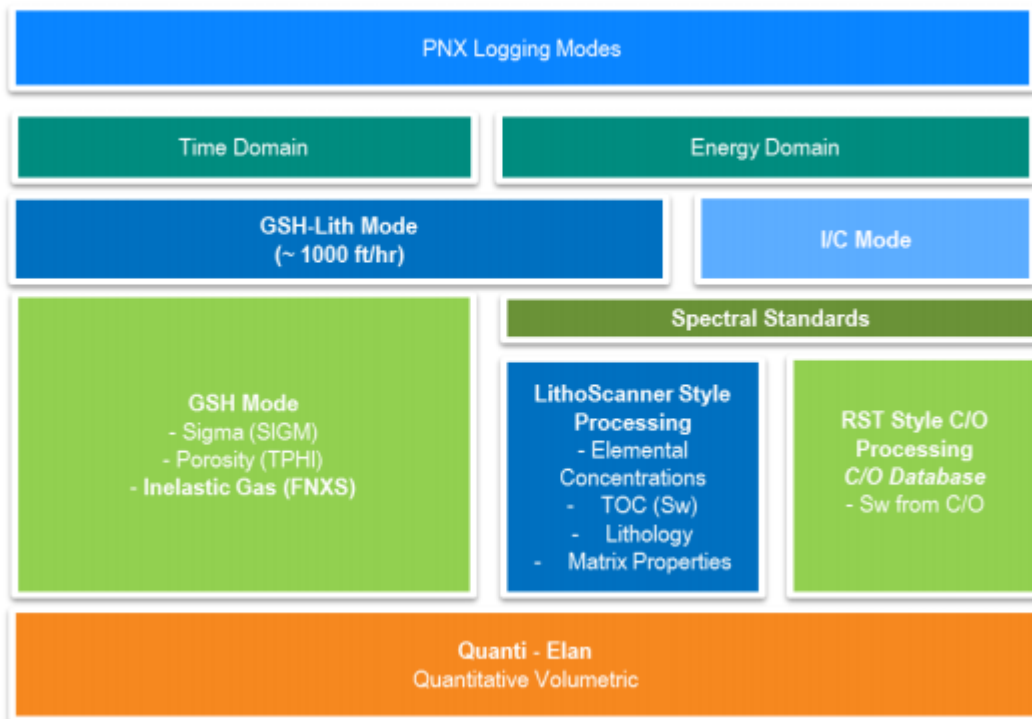 PNX Logging Modes
Time Domain
Energy Domain
GSH-Lith Mode
(~ 1000 ft/hr)
I/C Mode
GSH Mode
- Sigma (SIGM)
- Porosity (TPHI)
- Inelastic Gas (FNXS)
Spectral Standards
LithoScanner Style
Processing
- Elemental
Concentrations
- TOC (Sw)
- Lithology
- Matrix Properties
RST Style C/O
Processing
C/O Database
- Sw from C/O
Quanti - Elan
Quantitative Volumetric